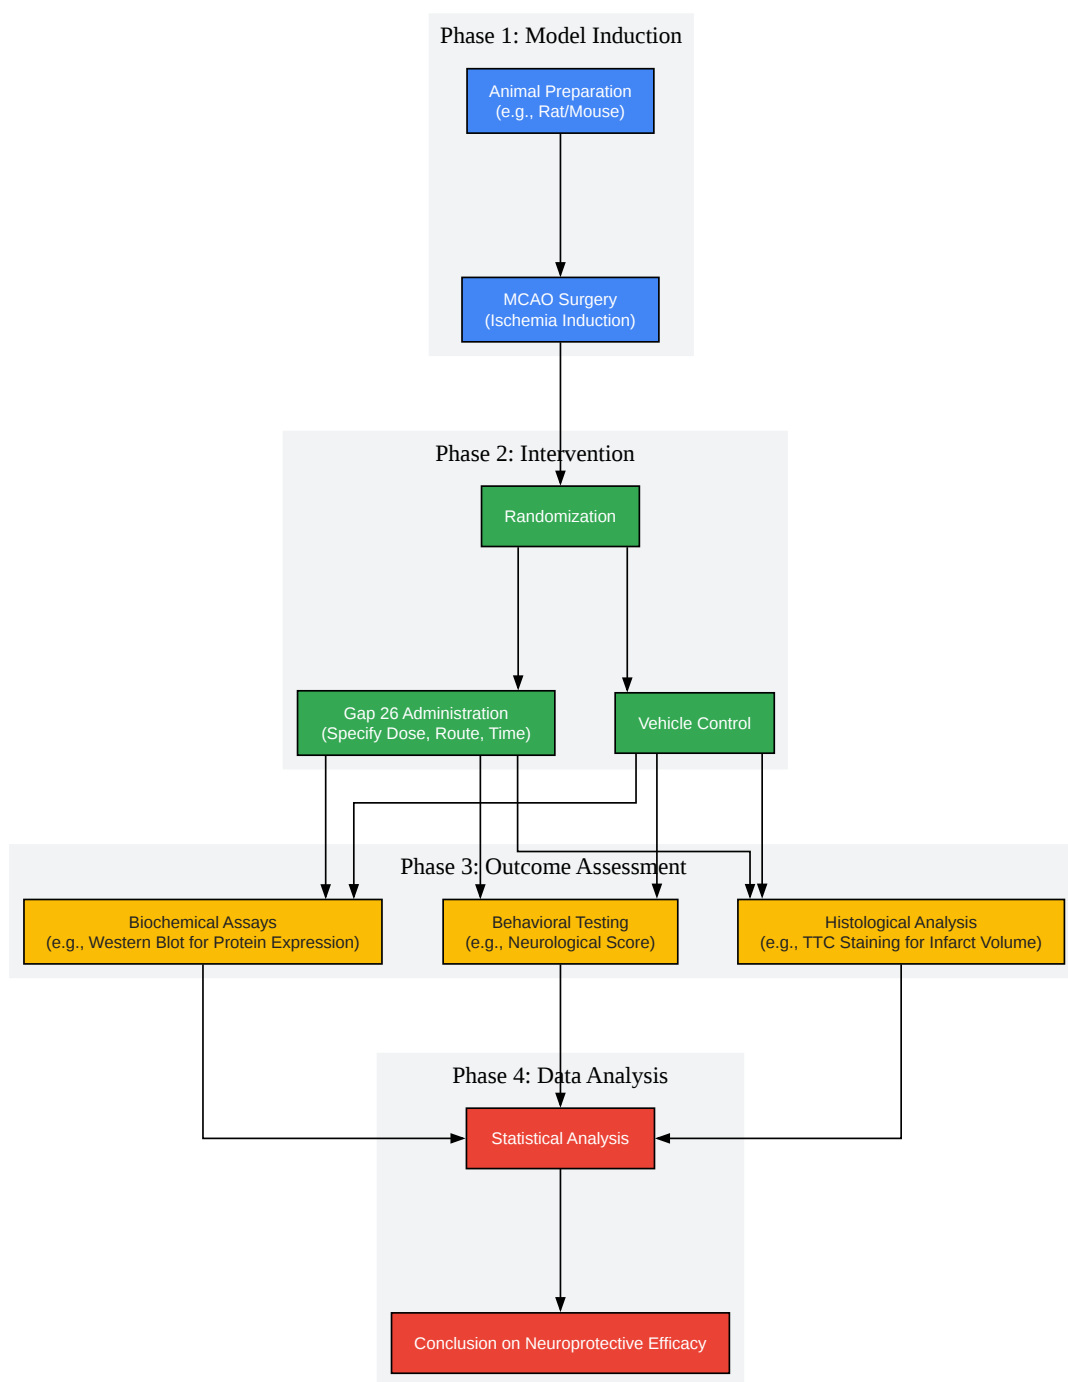 Phase 1: Model Induction
Animal Preparation
(e.g., Rat/Mouse)
MCAO Surgery
(Ischemia Induction)
Phase 2: Intervention
Randomization
Gap 26 Administration
(Specify Dose, Route, Time)
Vehicle Control
Phase 3: Outcome Assessment
Biochemical Assays
(e.g., Western Blot for Protein Expression)
Behavioral Testing
(e.g., Neurological Score)
Histological Analysis
(e.g., TTC Staining for Infarct Volume)
Phase 4: Data Analysis
Statistical Analysis
Conclusion on Neuroprotective Efficacy